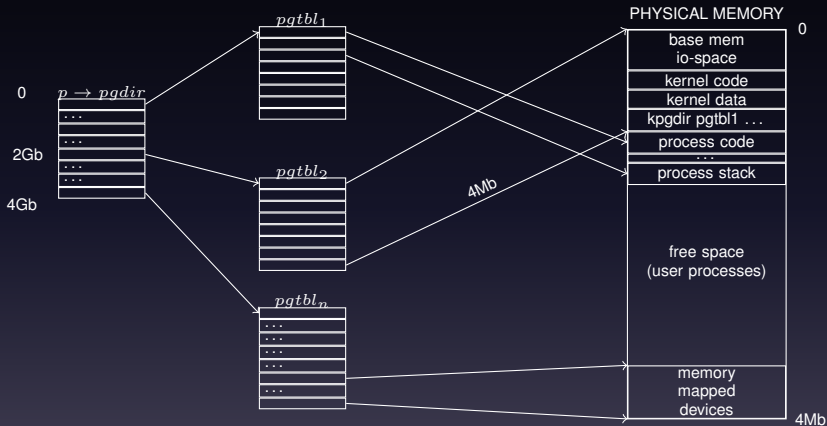 0
p → pgdir
...
...
...
...
2Gb
4Gb
pgtbl₁
pgtbl₂
4Mb
pgtblₙ
...
...
...
...
PHYSICAL MEMORY
0
base mem
io-space
kernel code
kernel data
kpgdir pgtbl1 ...
process code
...
process stack
free space
(user processes)
memory
mapped
devices
4Mb